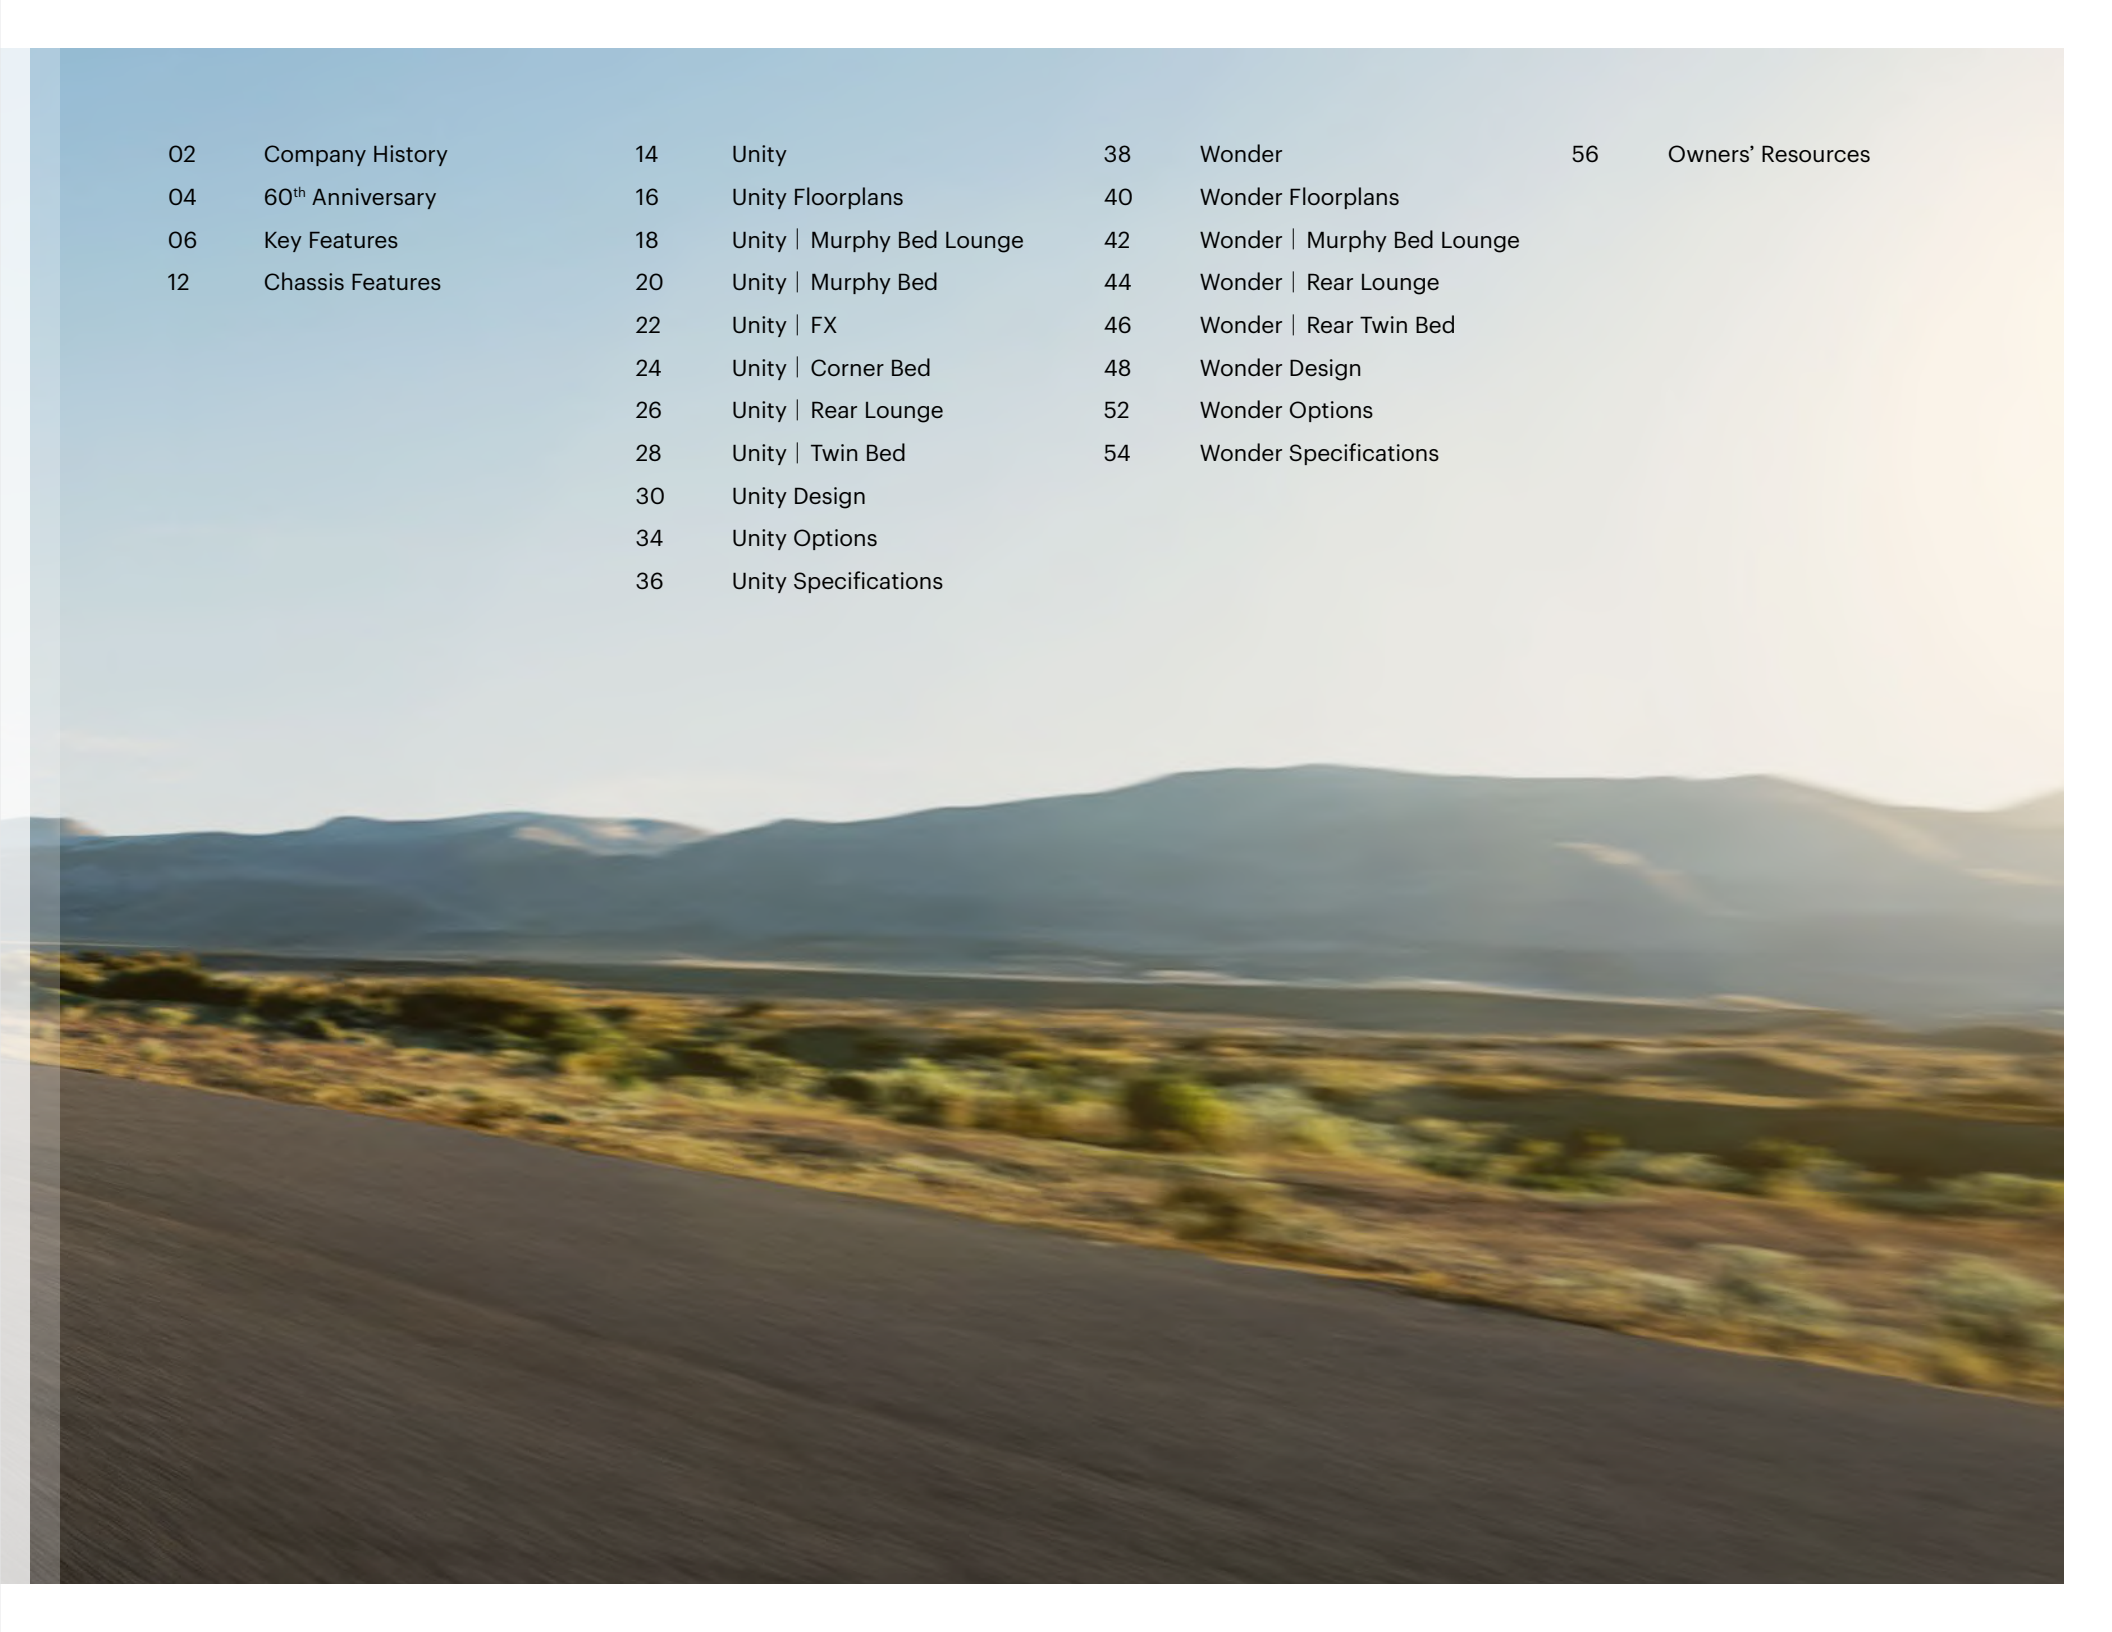 02 Company History
04 60th Anniversary
06 Key Features
12 Chassis Features
14 Unity
16 Unity Floorplans
18 Unity | Murphy Bed Lounge
20 Unity | Murphy Bed
22 Unity | FX
24 Unity | Corner Bed
26 Unity | Rear Lounge
28 Unity | Twin Bed
30 Unity Design
34 Unity Options
36 Unity Specifications
38 Wonder
40 Wonder Floorplans
42 Wonder | Murphy Bed Lounge
44 Wonder | Rear Lounge
46 Wonder | Rear Twin Bed
48 Wonder Design
52 Wonder Options
54 Wonder Specifications
56 Owners’ Resources